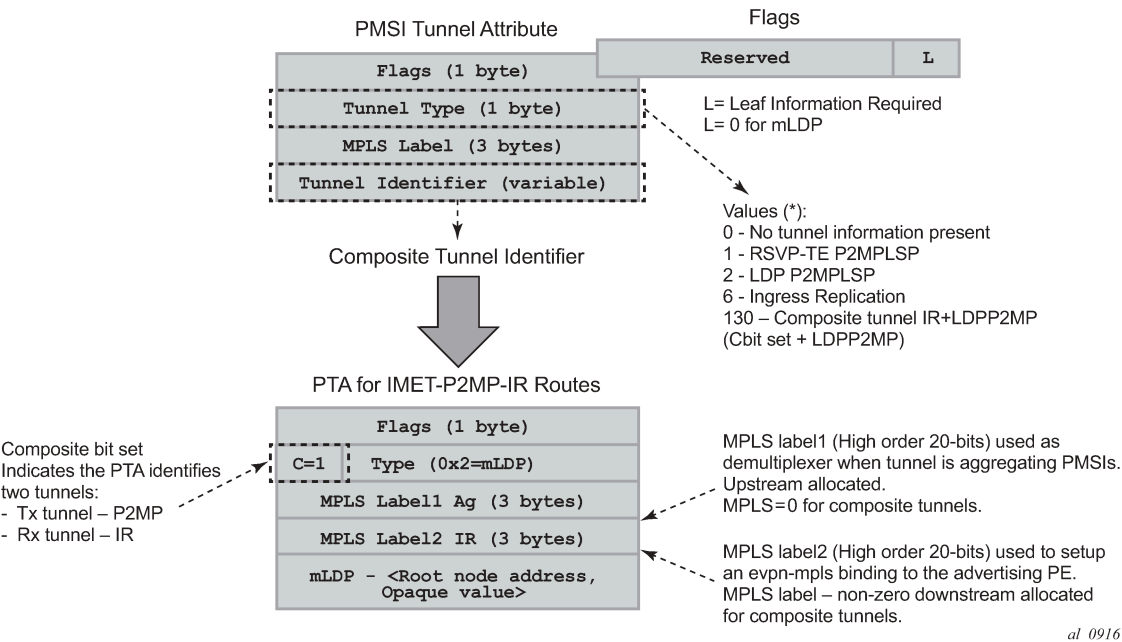 PMSI Tunnel Attribute
Flags
Flags (1 byte)
Reserved
L
Tunnel Type (1 byte)
MPLS Label (3 bytes)
Tunnel Identifier (variable)
L= Leaf Information Required
L= 0 for mLDP
Values (*):
0 - No tunnel information present
1 - RSVP-TE P2MPLSP
2 - LDP P2MPLSP
6 - Ingress Replication
130 – Composite tunnel IR+LDPP2MP
(Cbit set + LDPP2MP)
Composite Tunnel Identifier
PTA for IMET-P2MP-IR Routes
Flags (1 byte)
C=1
Type (0x2=mLDP)
MPLS Label1 Ag (3 bytes)
MPLS Label2 IR (3 bytes)
mLDP - <Root node address,
Opaque value>
Composite bit set
Indicates the PTA identifies
two tunnels:
- Tx tunnel – P2MP
- Rx tunnel – IR
MPLS label1 (High order 20-bits) used as
demultiplexer when tunnel is aggregating PMSIs.
Upstream allocated.
MPLS=0 for composite tunnels.
MPLS label2 (High order 20-bits) used to setup
an evpn-mpls binding to the advertising PE.
MPLS label – non-zero downstream allocated
for composite tunnels.
al_0916